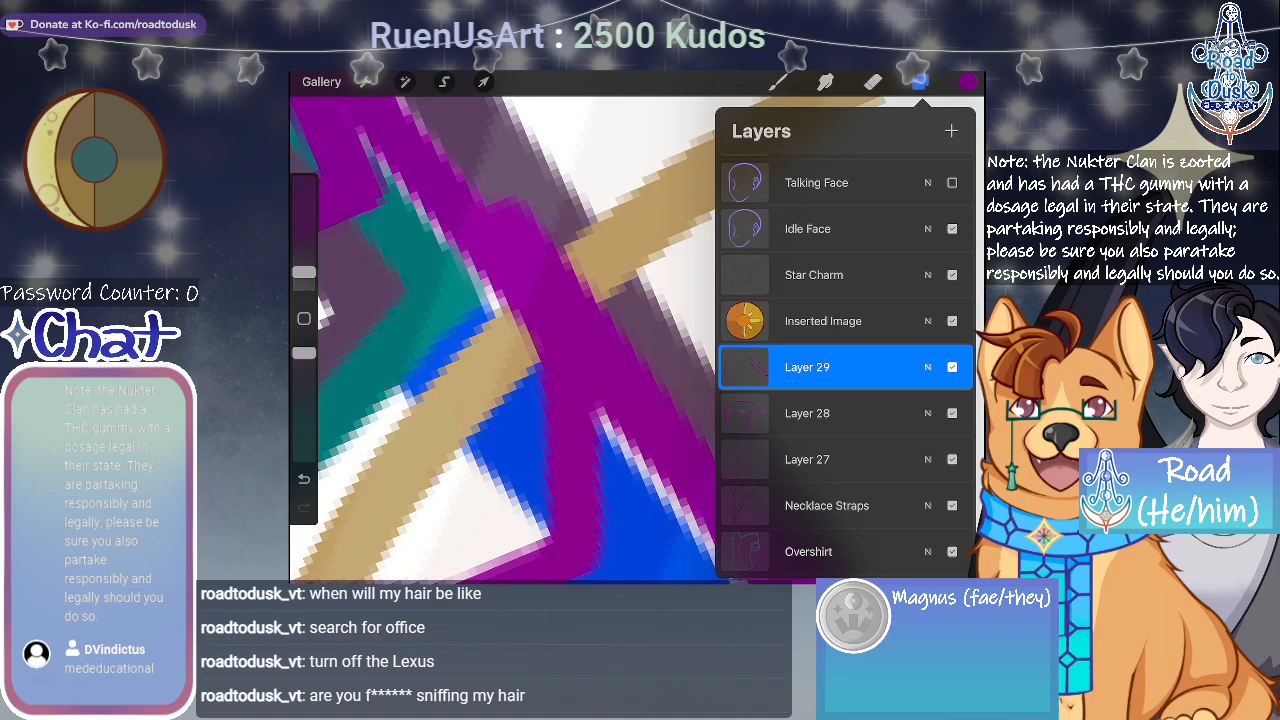 Donate at Ko-fi.com/roadtodusk
RuenUsArt : 2500 Kudos
Road
to
Dusk
Gallery
Layers
Talking Face N
Idle Face N
Star Charm N
Inserted Image N
Layer 29 N
Layer 28 N
Layer 27 N
Necklace Straps N
Overshirt N
Note: the Nukter Clan is zooted
and has had a THC gummy with a
dosage legal in their state. They are
partaking responsibly and legally;
please be sure you also paratake
responsibly and legally should you do so.
Password Counter: 0
Chat
Note: the Nukter
Clan has had a
THC gummy with a
dosage legal in
their state. They
are partaking
responsibly and
legally; please be
sure you also
partake
responsibly and
legally should you
do so.
DVindictus
mededucational
roadtodusk_vt: when will my hair be like
roadtodusk_vt: search for office
roadtodusk_vt: turn off the Lexus
roadtodusk_vt: are you f****** sniffing my hair
Road
(He/him)
Magnus (fae/they)